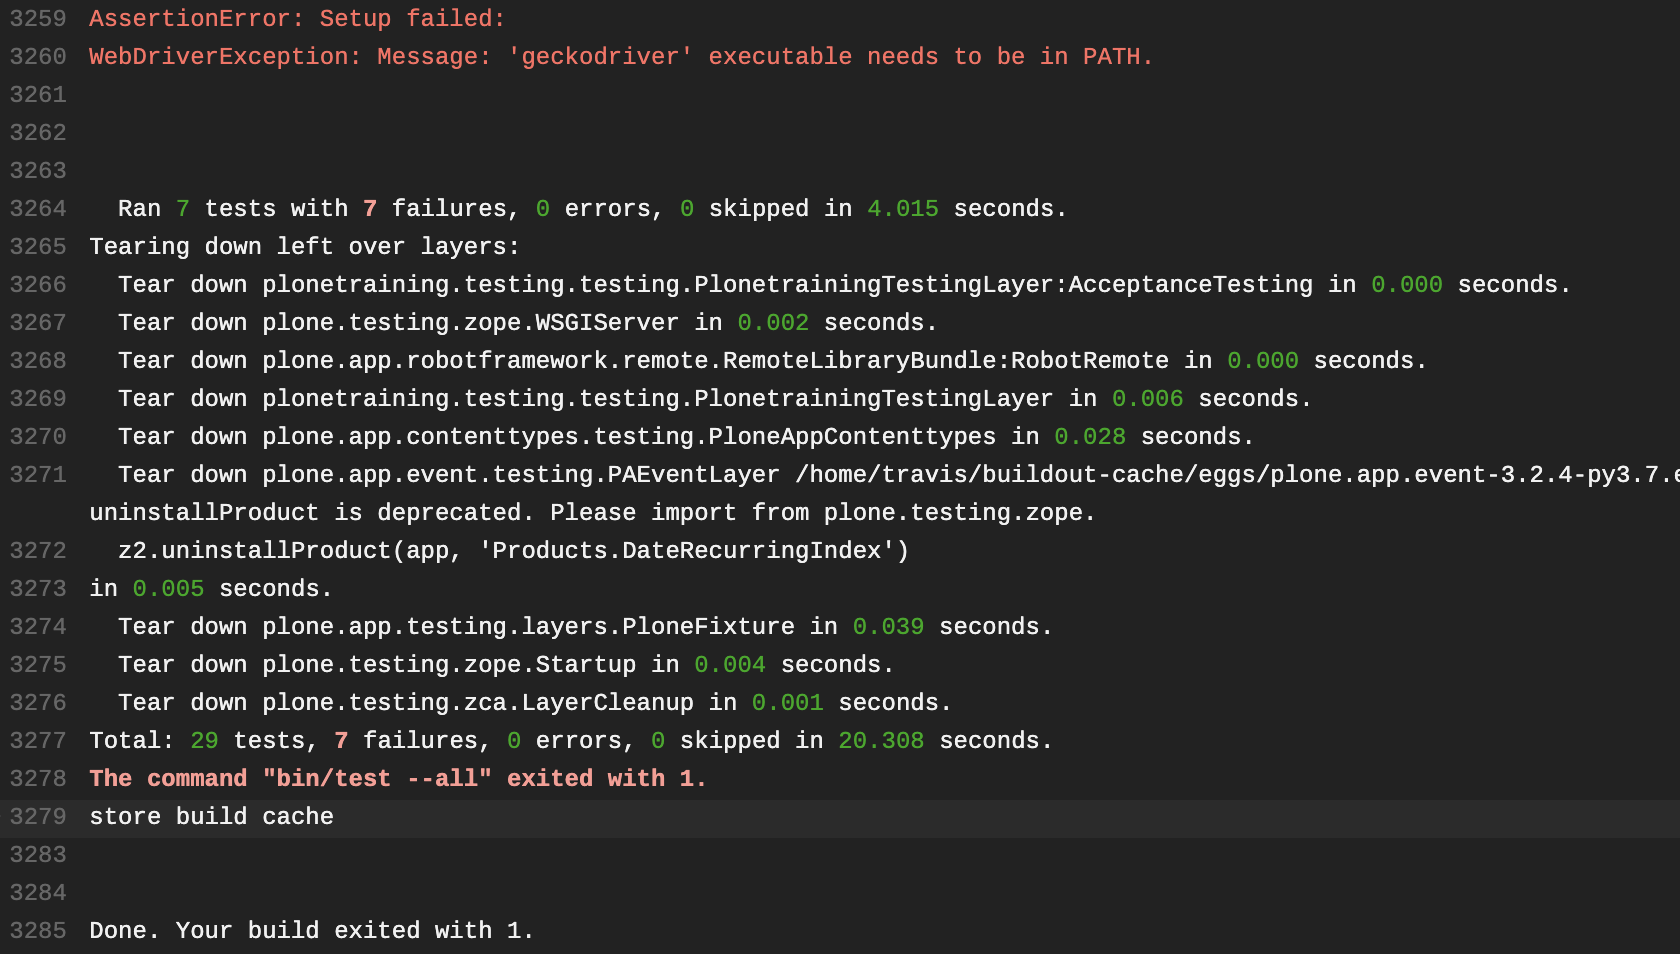 3259 AssertionError: Setup failed:
3260 WebDriverException: Message: 'geckodriver' executable needs to be in PATH.
3261
3262
3263
3264 Ran 7 tests with 7 failures, 0 errors, 0 skipped in 4.015 seconds.
3265 Tearing down left over layers:
3266 Tear down plonetraining.testing.testing.PlonetrainingTestingLayer:AcceptanceTesting in 0.000 seconds.
3267 Tear down plone.testing.zope.WSGIServer in 0.002 seconds.
3268 Tear down plone.app.robotframework.remote.RemoteLibraryBundle:RobotRemote in 0.000 seconds.
3269 Tear down plonetraining.testing.testing.PlonetrainingTestingLayer in 0.006 seconds.
3270 Tear down plone.app.contenttypes.testing.PloneAppContenttypes in 0.028 seconds.
3271 Tear down plone.app.event.testing.PAEventLayer /home/travis/buildout-cache/eggs/plone.app.event-3.2.4-py3.7.e
uninstallProduct is deprecated. Please import from plone.testing.zope.
3272 z2.uninstallProduct(app, 'Products.DateRecurringIndex')
3273 in 0.005 seconds.
3274 Tear down plone.app.testing.layers.PloneFixture in 0.039 seconds.
3275 Tear down plone.testing.zope.Startup in 0.004 seconds.
3276 Tear down plone.testing.zca.LayerCleanup in 0.001 seconds.
3277 Total: 29 tests, 7 failures, 0 errors, 0 skipped in 20.308 seconds.
3278 The command "bin/test --all" exited with 1.
3279 store build cache
3283
3284
3285 Done. Your build exited with 1.